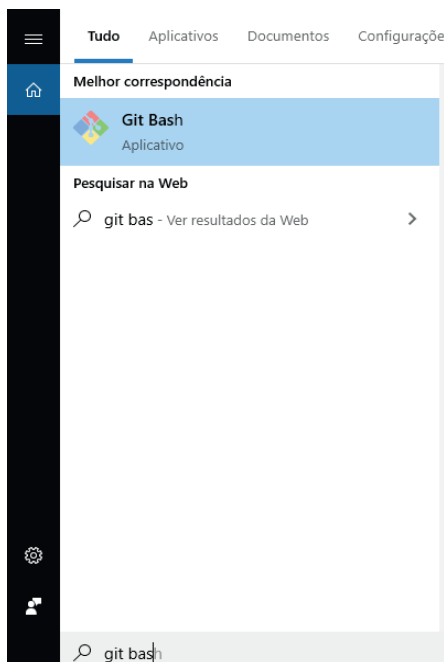 Tudo Aplicativos Documentos Configuraçõe
Melhor correspondência
Git Bash
Aplicativo
Pesquisar na Web
git bas - Ver resultados da Web
git bash